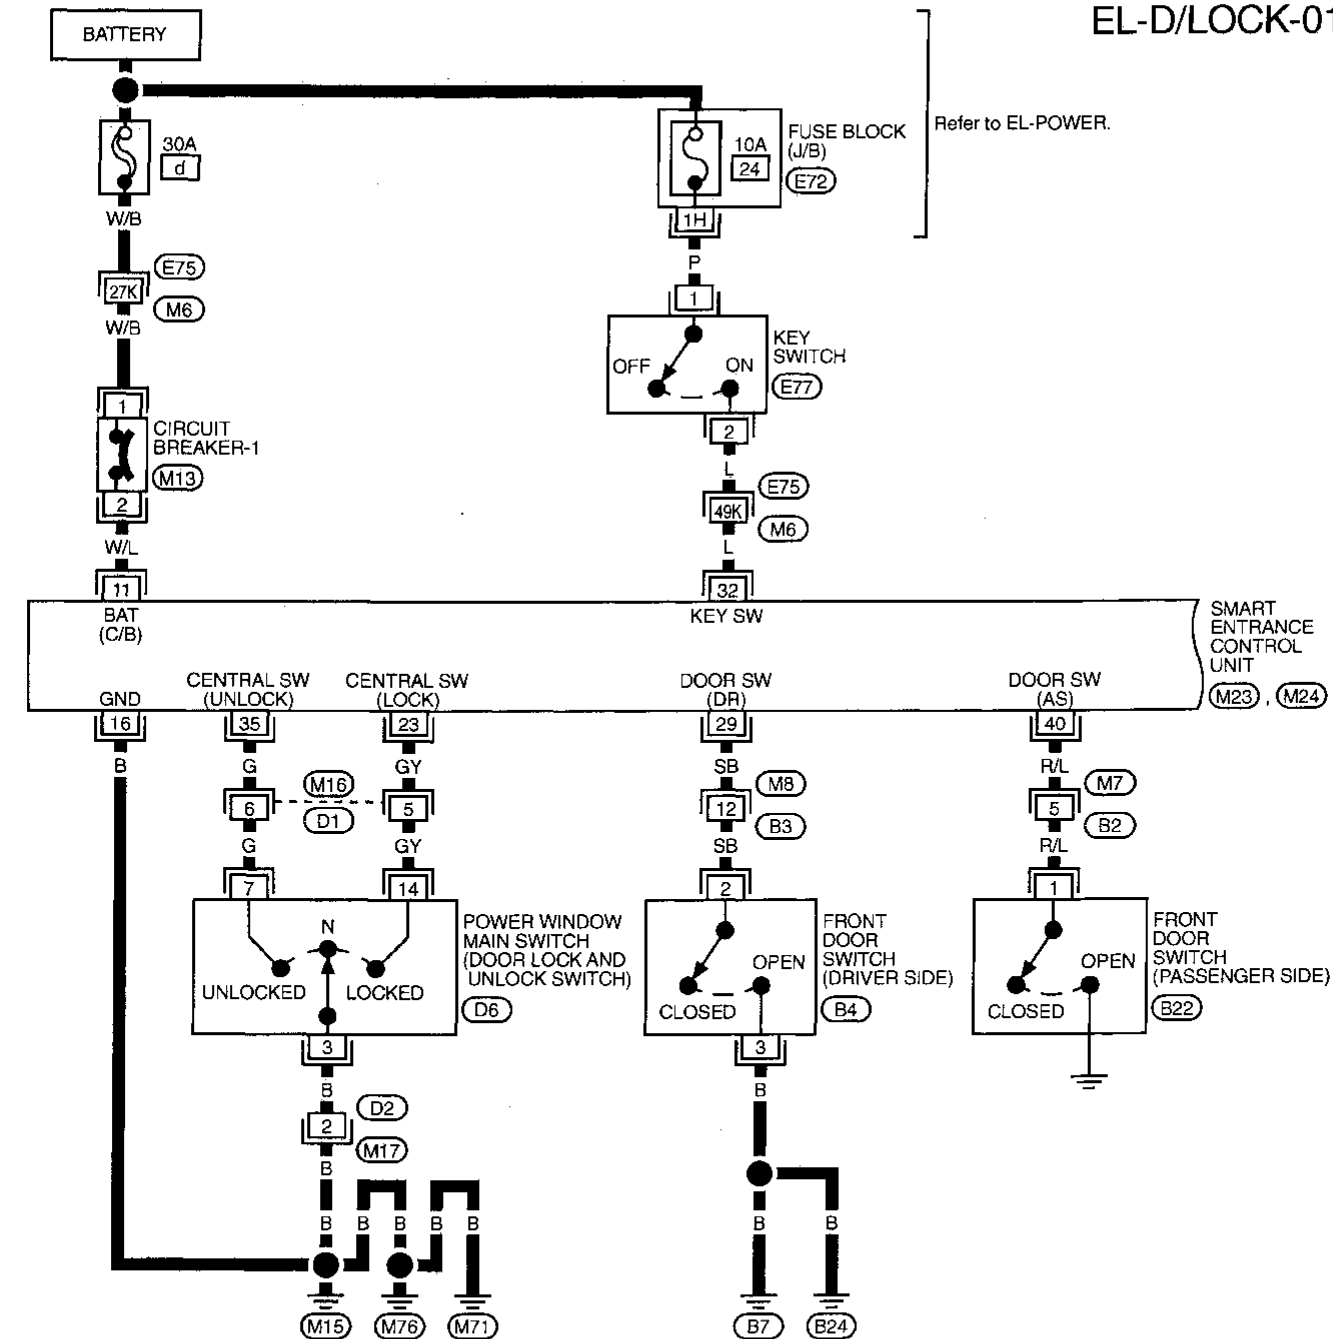 EL-D/LOCK-01
BATTERY
Refer to EL-POWER.
30A
d
10A
24
FUSE BLOCK
(J/B)
E72
W/B
1H
P
E75
27K
M6
W/B
1
KEY
SWITCH
OFF
ON
E77
1
CIRCUIT
BREAKER-1
M13
2
2
L
E75
49K
M6
W/L
L
11
32
BAT
(C/B)
KEY SW
SMART
ENTRANCE
CONTROL
UNIT
M23 , M24
GND
CENTRAL SW
(UNLOCK)
CENTRAL SW
(LOCK)
DOOR SW
(DR)
DOOR SW
(AS)
16
35
23
29
40
B
G
GY
SB
R/L
M16
M8
M7
6
5
12
5
D1
B3
B2
G
GY
SB
R/L
7
14
2
1
N
UNLOCKED
LOCKED
POWER WINDOW
MAIN SWITCH
(DOOR LOCK AND
UNLOCK SWITCH)
D6
OPEN
CLOSED
FRONT
DOOR
SWITCH
(DRIVER SIDE)
B4
OPEN
CLOSED
FRONT
DOOR
SWITCH
(PASSENGER SIDE)
B22
3
3
B
B
D2
2
M17
B
B
B
B
B
B
B
B
M15
M76
M71
B7
B24